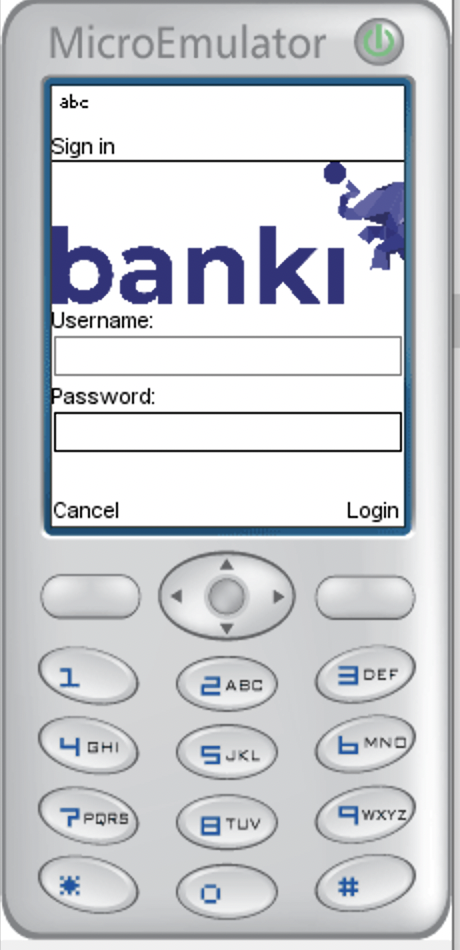 MicroEmulator
abc
Sign in
banki
Username:
Password:
Cancel Login
1 2 ABC 3 DEF
4 GHI 5 JKL 6 MNO
7 PQRS 8 TUV 9 WXYZ
* 0 #